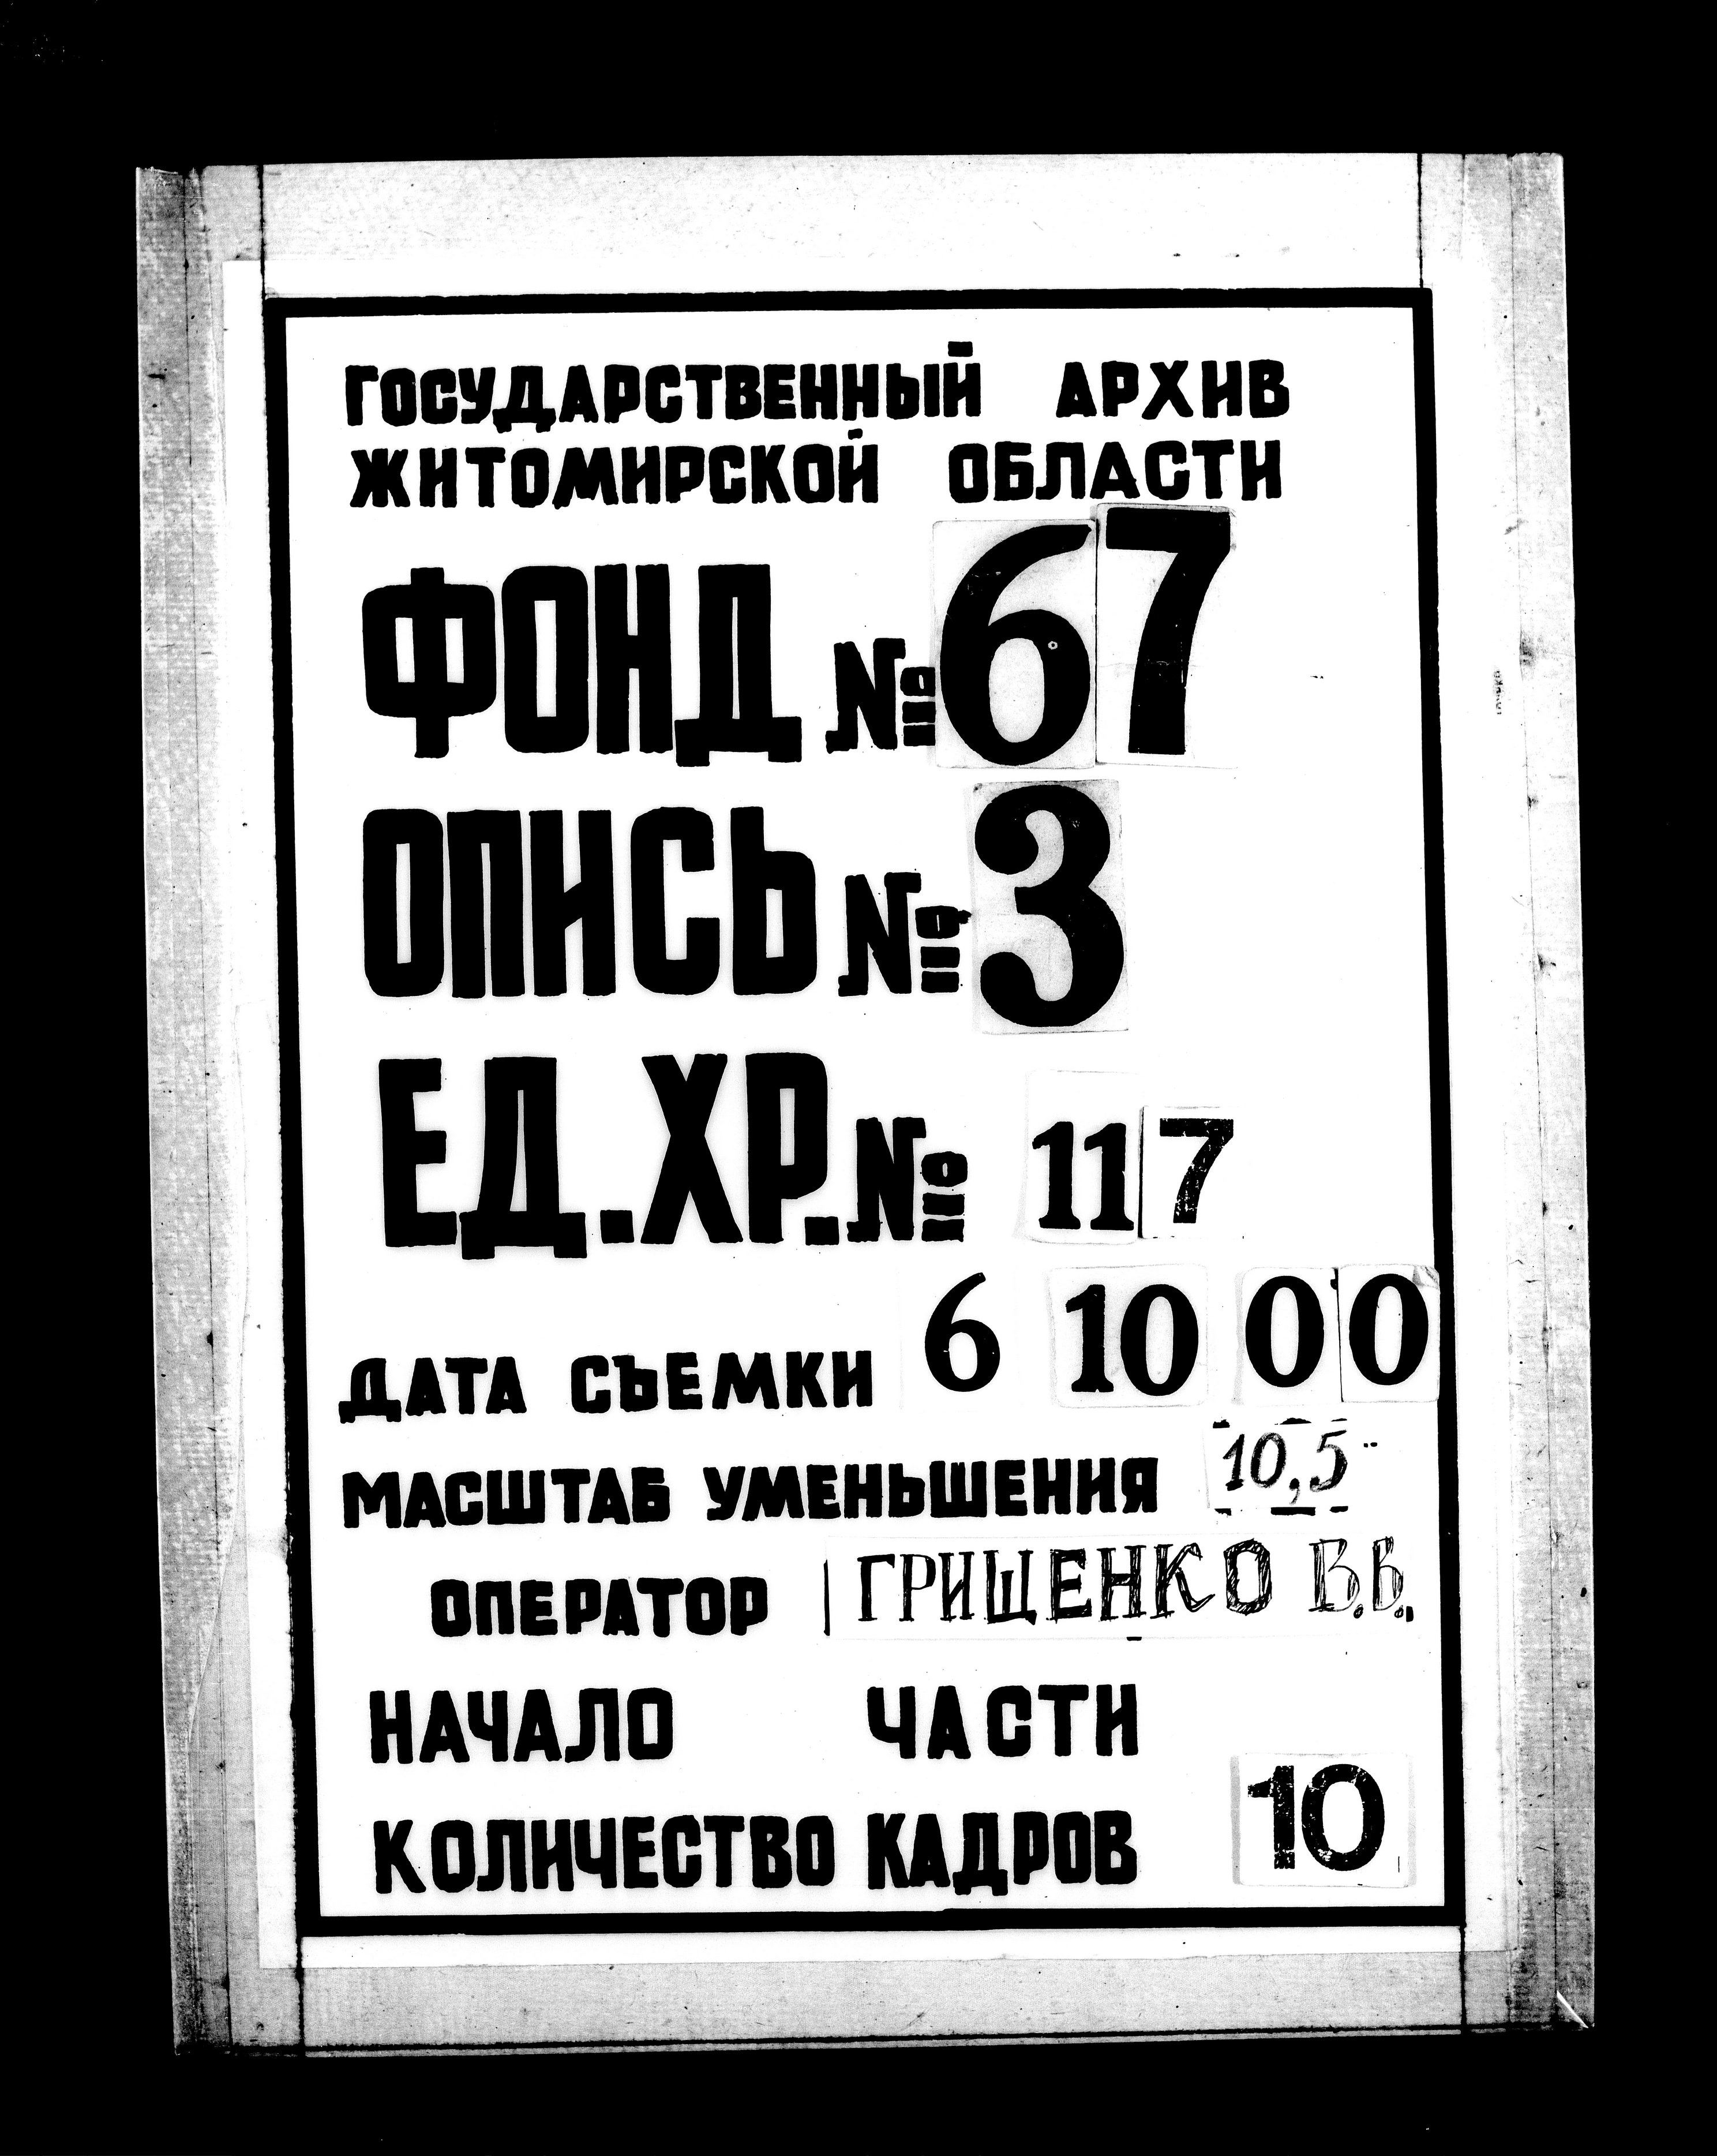 ГОСУДАРСТВЕННЫЙ АРХИВ
ЖИТОМИРСКОЙ ОБЛАСТИ
ФОНД № 67
ОПИСЬ № 3
ЕД.ХР.№ 117
ДАТА СЪЕМКИ 6 10 00
МАСШТАБ УМЕНЬШЕНИЯ 10,5
ОПЕРАТОР ГРИЩЕНКО В.В.
НАЧАЛО ЧАСТИ
КОЛИЧЕСТВО КАДРОВ 10